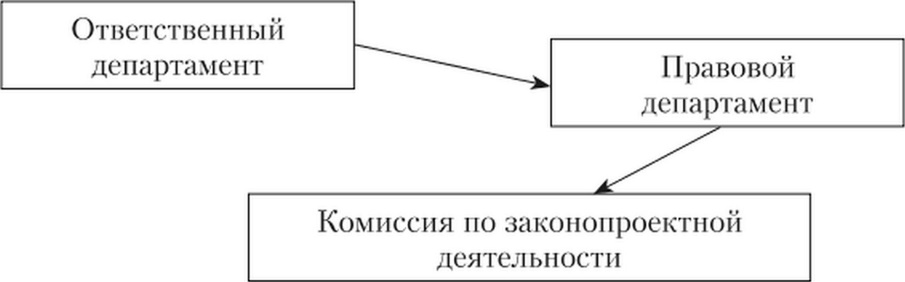 Ответственный
департамент
Правовой
департамент
Комиссия по законопроектной
деятельности